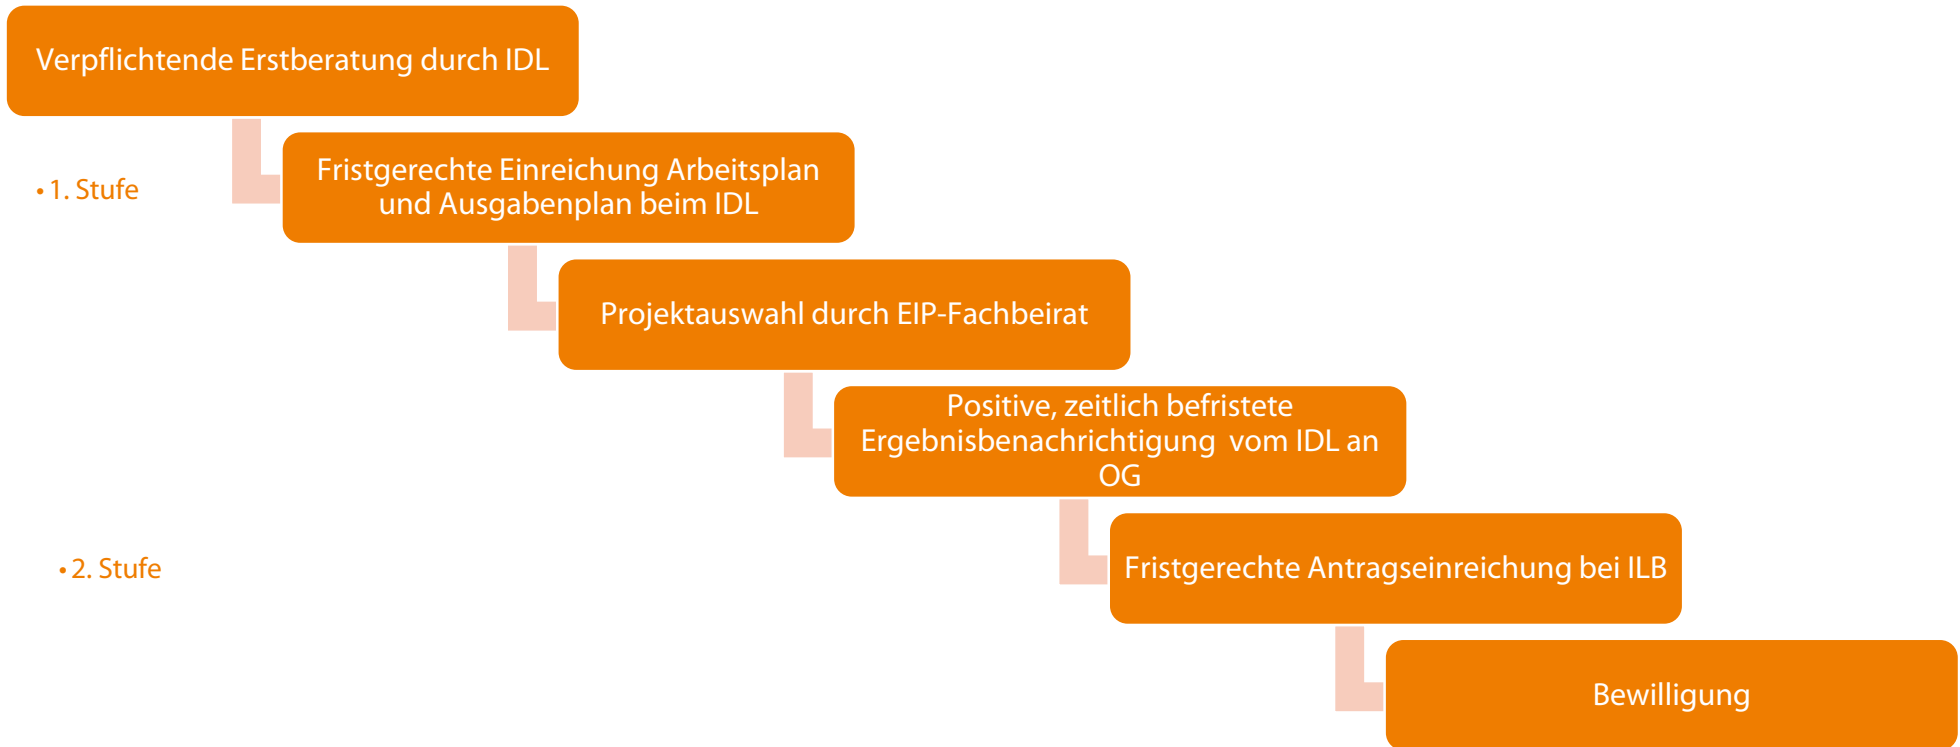 Verpflichtende Erstberatung durch IDL
• 1. Stufe
Fristgerechte Einreichung Arbeitsplan
und Ausgabenplan beim IDL
Projektauswahl durch EIP-Fachbeirat
Positive, zeitlich befristete
Ergebnisbenachrichtigung  vom IDL an
OG
• 2. Stufe
Fristgerechte Antragseinreichung bei ILB
Bewilligung